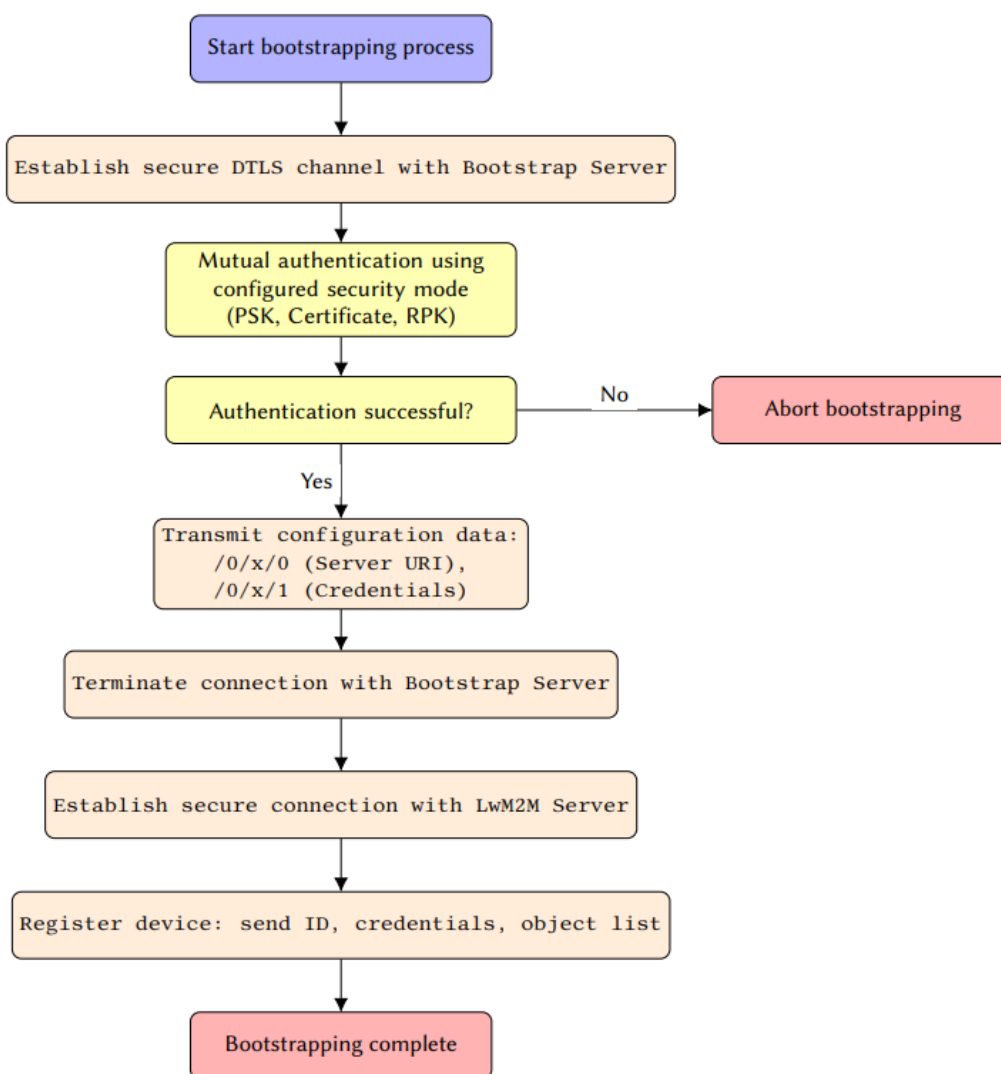 Start bootstrapping process
Establish secure DTLS channel with Bootstrap Server
Mutual authentication using
configured security mode
(PSK, Certificate, RPK)
Authentication successful?
No
Abort bootstrapping
Yes
Transmit configuration data:
/0/x/0 (Server URI),
/0/x/1 (Credentials)
Terminate connection with Bootstrap Server
Establish secure connection with LwM2M Server
Register device: send ID, credentials, object list
Bootstrapping complete